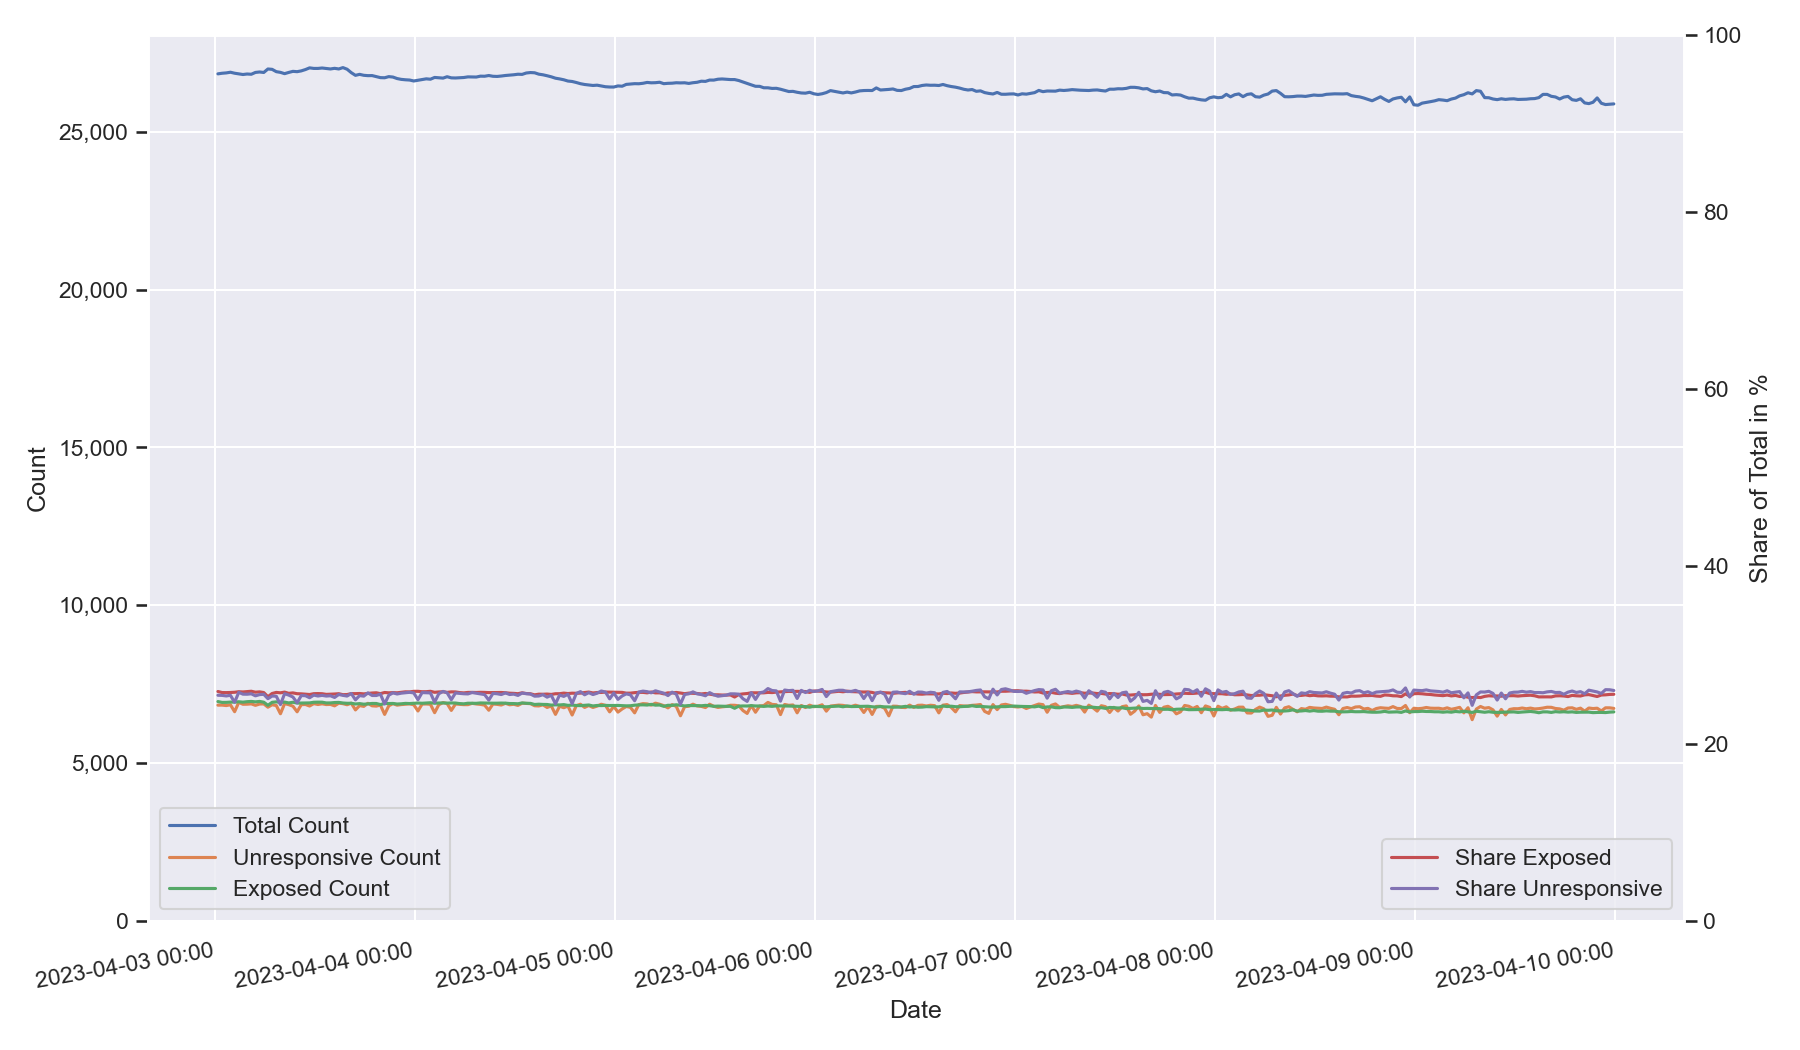 100
25,000
80
20,000
60
15,000
Count
Share of Total in %
40
10,000
20
5,000
Total Count
Unresponsive Count
Exposed Count
Share Exposed
Share Unresponsive
0
0
2023-04-03 00:00
2023-04-04 00:00
2023-04-05 00:00
2023-04-06 00:00
2023-04-07 00:00
2023-04-08 00:00
2023-04-09 00:00
2023-04-10 00:00
Date